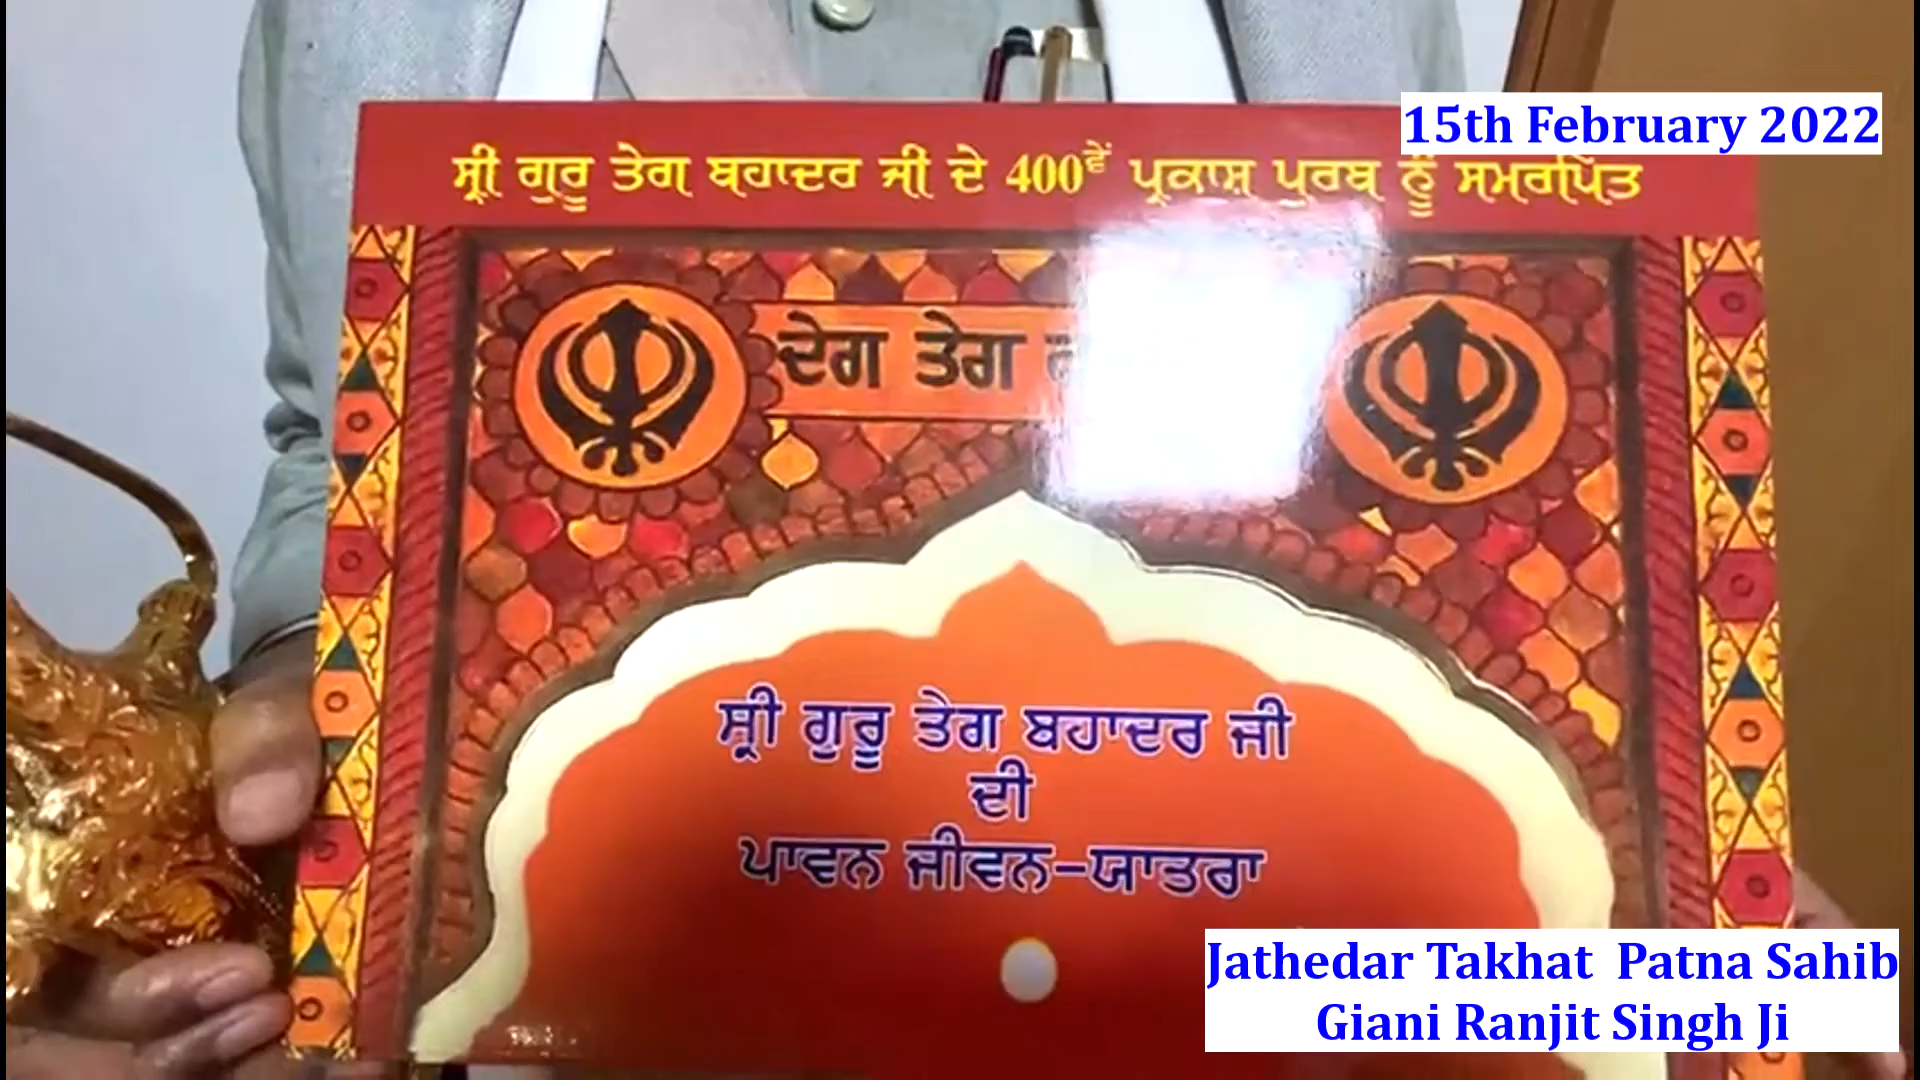 15th February 2022
ਸ੍ਰੀ ਗੁਰੂ ਤੇਗ ਬਹਾਦਰ ਜੀ ਦੇ 400ਵੇਂ ਪ੍ਰਕਾਸ਼ ਪੁਰਬ ਨੂੰ ਸਮਰਪਿਤ
ਦੇਗ ਤੇਗ
ਸ੍ਰੀ ਗੁਰੂ ਤੇਗ ਬਹਾਦਰ ਜੀ
ਦੀ
ਪਾਵਨ ਜੀਵਨ-ਯਾਤਰਾ
Jathedar Takhat Patna Sahib
Giani Ranjit Singh Ji